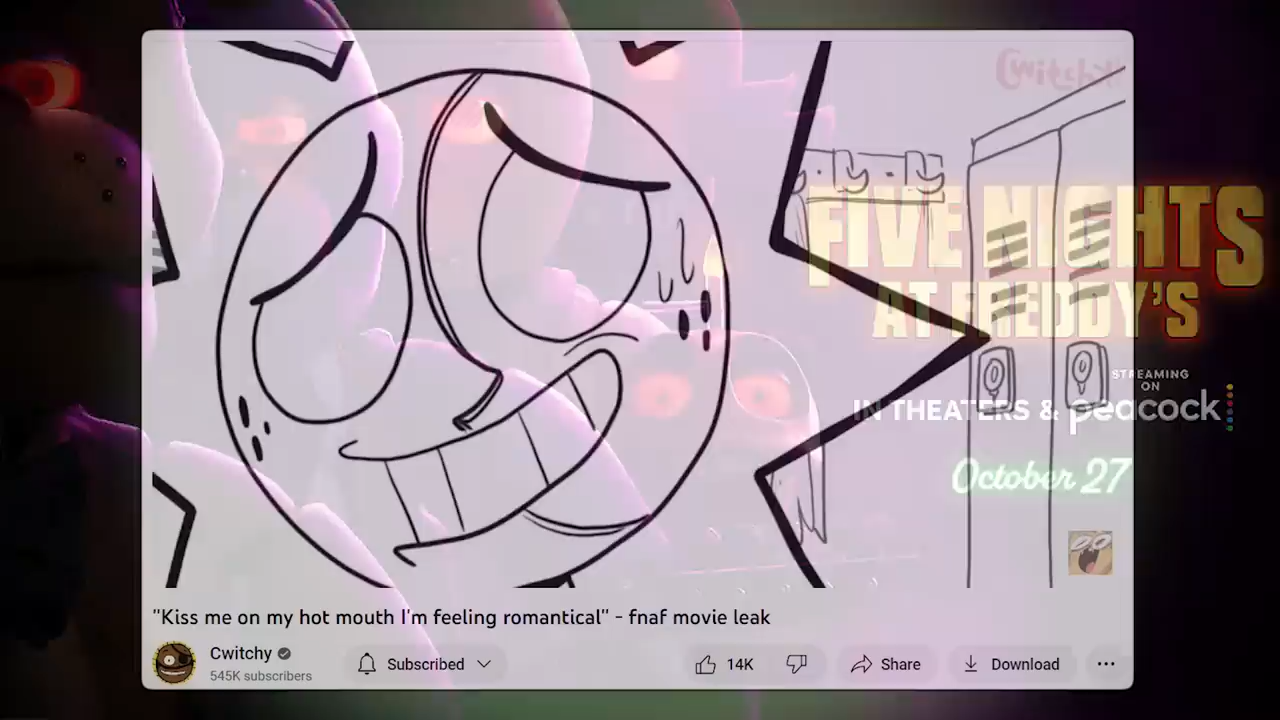 Cwitchy
FIVE NIGHTS
AT FREDDY'S
STREAMING
ON
IN THEATERS & peacock
October 27
"Kiss me on my hot mouth I'm feeling romantical" - fnaf movie leak
Cwitchy
545K subscribers
Subscribed
14K
Share
Download